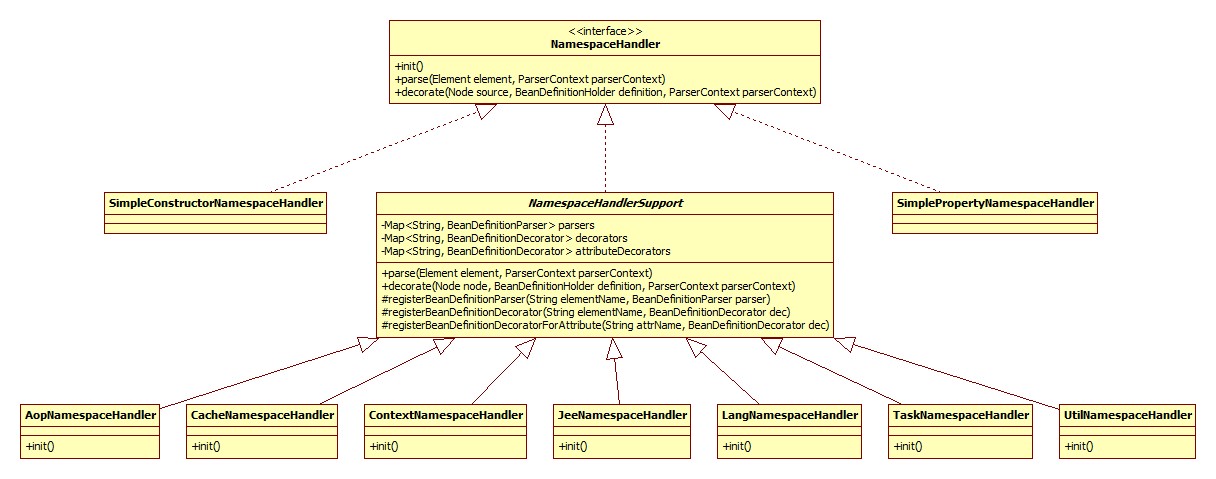 <<interface>>
NamespaceHandler
+init()
+parse(Element element, ParserContext parserContext)
+decorate(Node source, BeanDefinitionHolder definition, ParserContext parserContext)
SimpleConstructorNamespaceHandler
NamespaceHandlerSupport
-Map<String, BeanDefinitionParser> parsers
-Map<String, BeanDefinitionDecorator> decorators
-Map<String, BeanDefinitionDecorator> attributeDecorators
+parse(Element element, ParserContext parserContext)
+decorate(Node node, BeanDefinitionHolder definition, ParserContext parserContext)
#registerBeanDefinitionParser(String elementName, BeanDefinitionParser parser)
#registerBeanDefinitionDecorator(String elementName, BeanDefinitionDecorator dec)
#registerBeanDefinitionDecoratorForAttribute(String attrName, BeanDefinitionDecorator dec)
SimplePropertyNamespaceHandler
AopNamespaceHandler
+init()
CacheNamespaceHandler
+init()
ContextNamespaceHandler
+init()
JeeNamespaceHandler
+init()
LangNamespaceHandler
+init()
TaskNamespaceHandler
+init()
UtilNamespaceHandler
+init()